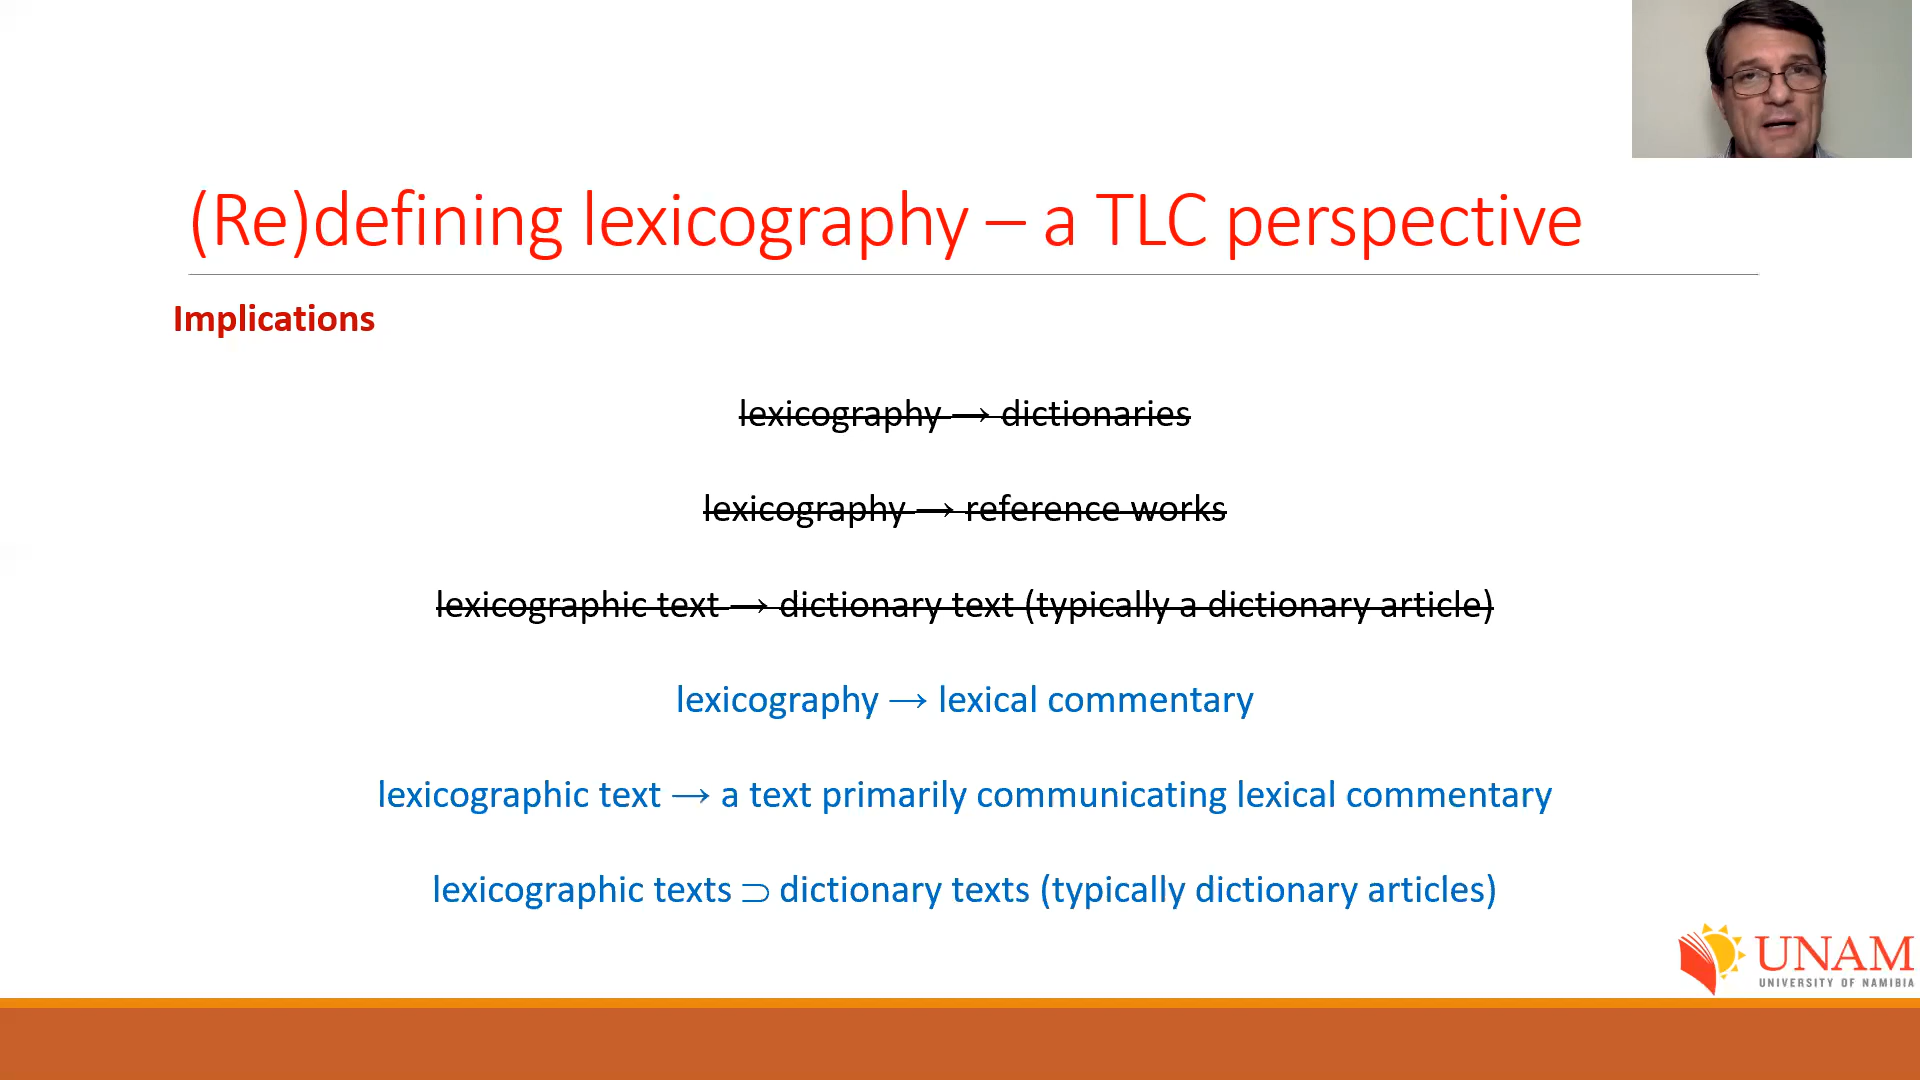 (Re)defining lexicography – a TLC perspective
Implications
lexicography → dictionaries
lexicography → reference works
lexicographic text → dictionary text (typically a dictionary article)
lexicography → lexical commentary
lexicographic text → a text primarily communicating lexical commentary
lexicographic texts ⊃ dictionary texts (typically dictionary articles)
UNAM
UNIVERSITY OF NAMIBIA